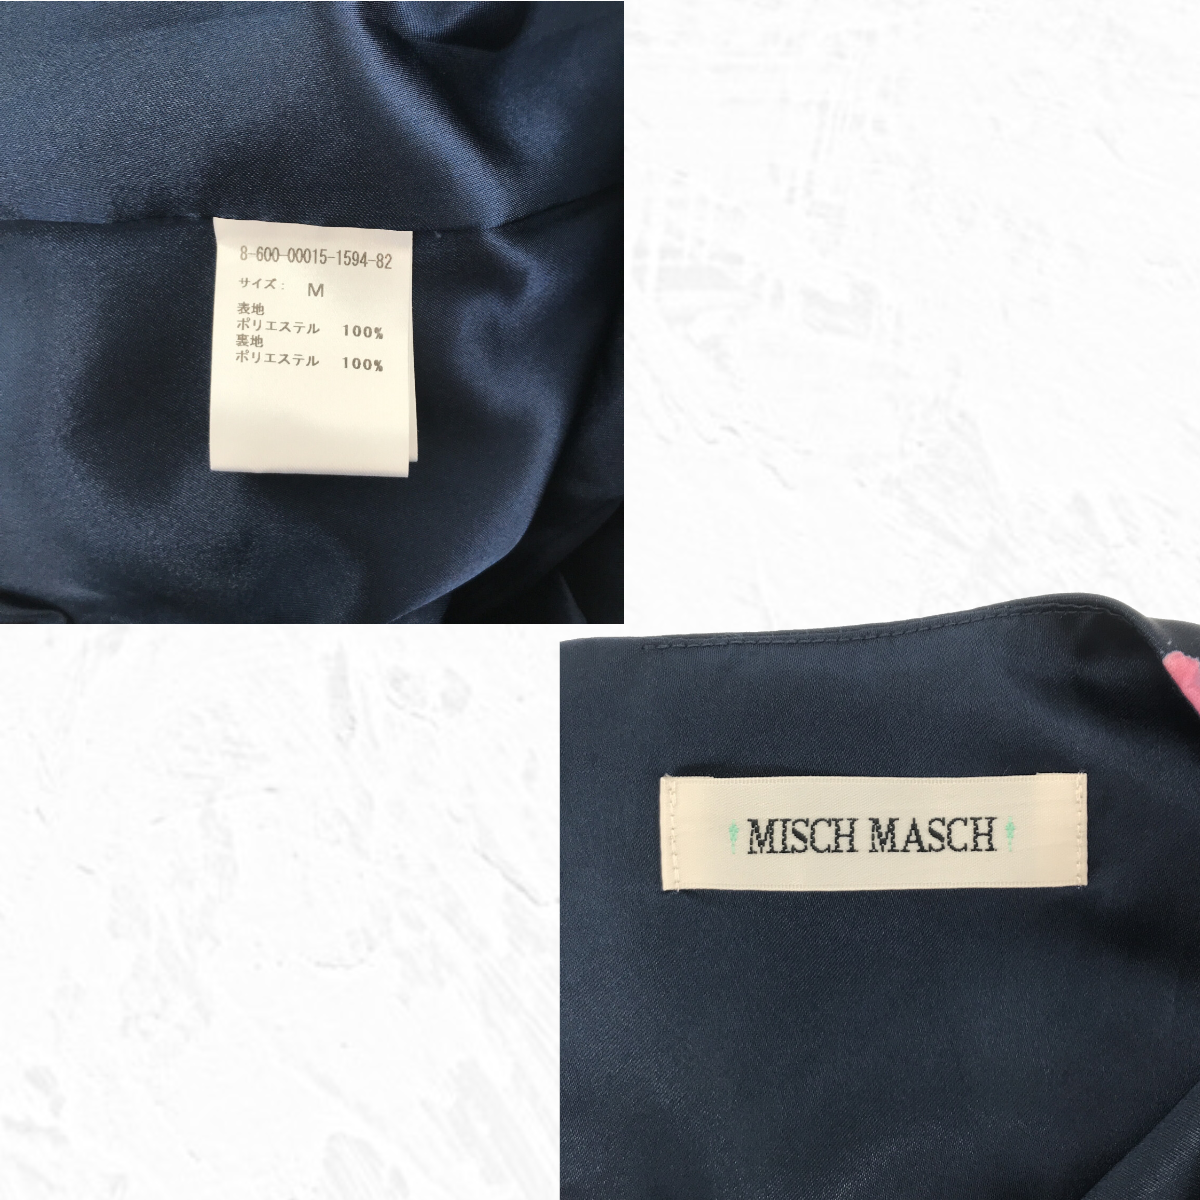 8-600-00015-1594-82
サイズ： M
表地
ポリエステル 100%
裏地
ポリエステル 100%
MISCH MASCH